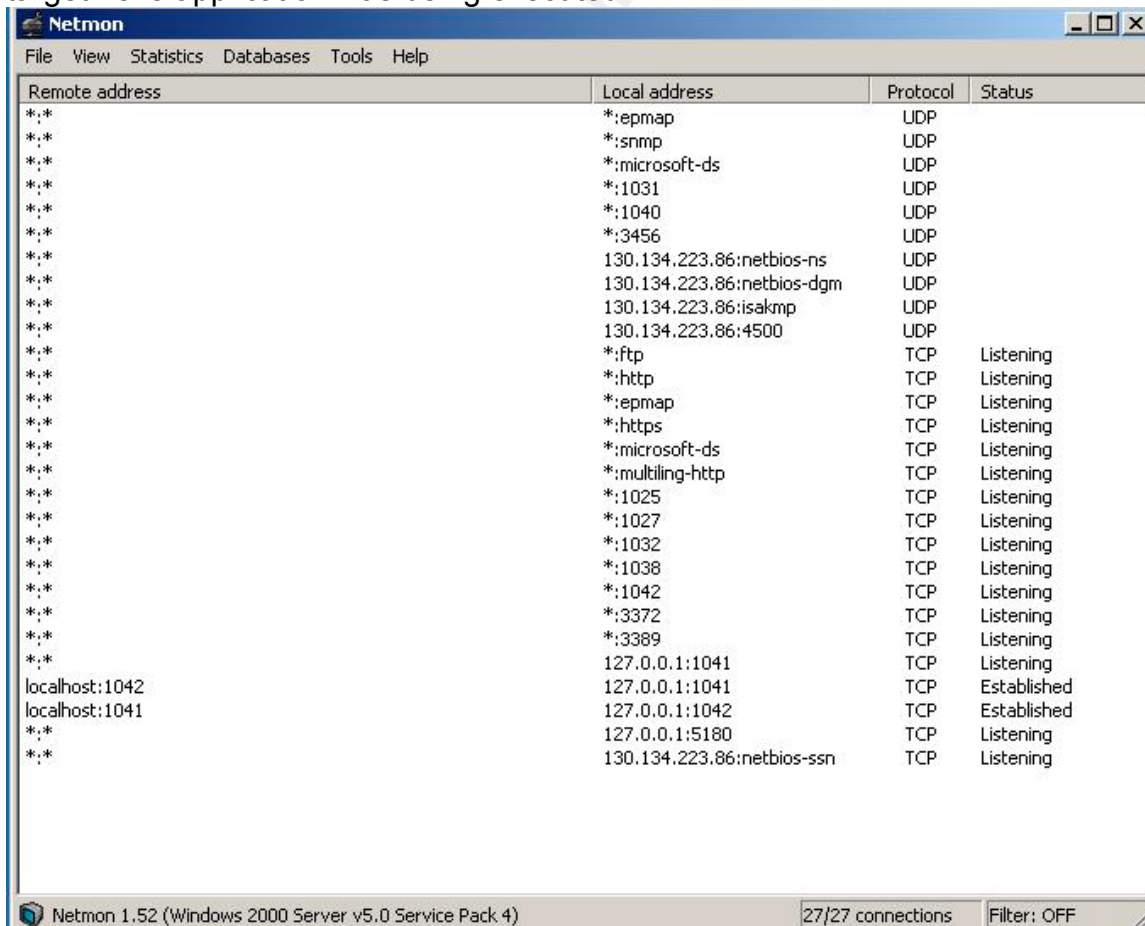 Netmon
File View Statistics Databases Tools Help
Remote address Local address Protocol Status
*:* *:epmap UDP
*:* *:snmp UDP
*:* *:microsoft-ds UDP
*:* *:1031 UDP
*:* *:1040 UDP
*:* *:3456 UDP
*:* 130.134.223.86:netbios-ns UDP
*:* 130.134.223.86:netbios-dgm UDP
*:* 130.134.223.86:isakmp UDP
*:* 130.134.223.86:4500 UDP
*:* *:ftp TCP Listening
*:* *:http TCP Listening
*:* *:epmap TCP Listening
*:* *:https TCP Listening
*:* *:microsoft-ds TCP Listening
*:* *:multiling-http TCP Listening
*:* *:1025 TCP Listening
*:* *:1027 TCP Listening
*:* *:1032 TCP Listening
*:* *:1038 TCP Listening
*:* *:1042 TCP Listening
*:* *:3372 TCP Listening
*:* *:3389 TCP Listening
*:* 127.0.0.1:1041 TCP Listening
localhost:1042 127.0.0.1:1041 TCP Established
localhost:1041 127.0.0.1:1042 TCP Established
*:* 127.0.0.1:5180 TCP Listening
*:* 130.134.223.86:netbios-ssn TCP Listening
Netmon 1.52 (Windows 2000 Server v5.0 Service Pack 4) 27/27 connections Filter: OFF